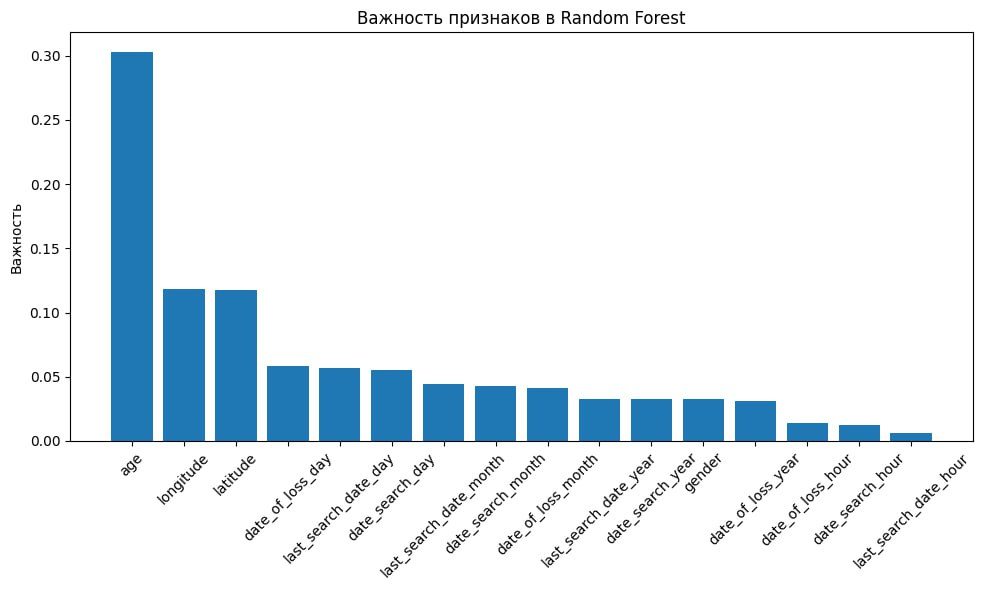 Важность признаков в Random Forest
Важность
0.30
0.25
0.20
0.15
0.10
0.05
0.00
age
longitude
latitude
date_of_loss_day
last_search_date_day
date_search_day
last_search_date_month
date_search_month
date_of_loss_month
last_search_date_year
date_search_year
gender
date_of_loss_year
date_of_loss_hour
date_search_hour
last_search_date_hour